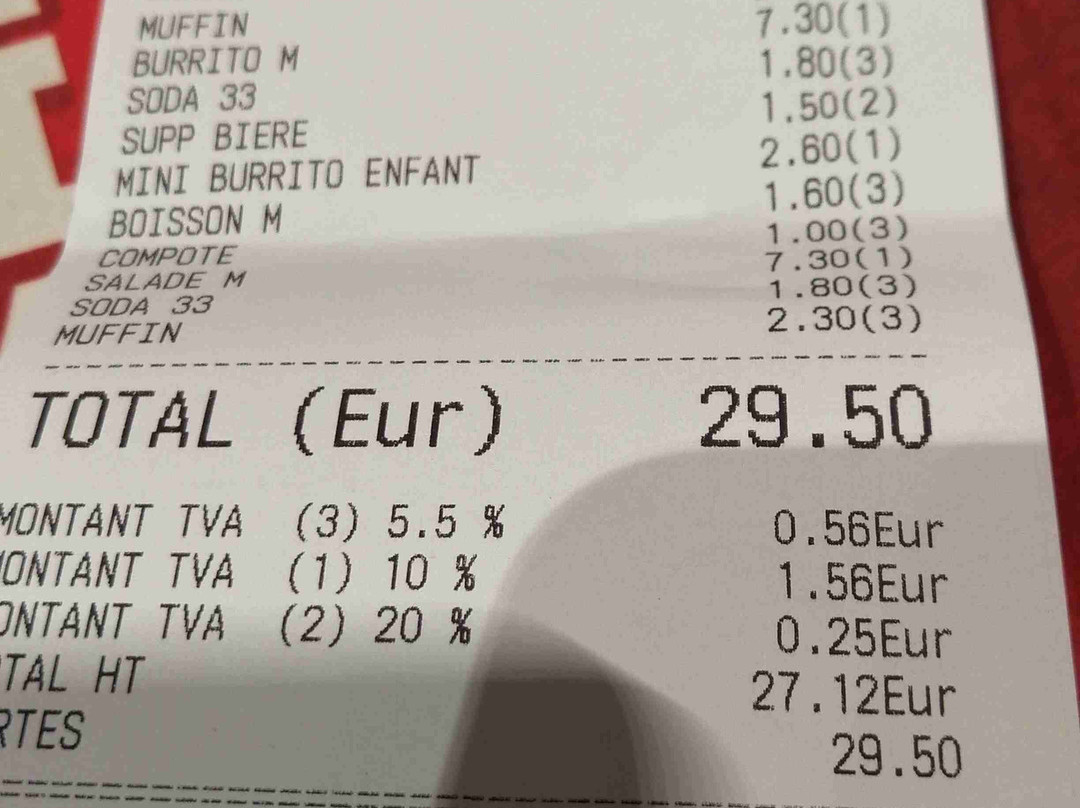 MUFFIN
BURRITO M 7.30(1)
SODA 33 1.80(3)
SUPP BIERE 1.50(2)
MINI BURRITO ENFANT 2.60(1)
BOISSON M 1.60(3)
COMPOTE 1.00(3)
SALADE M 7.30(1)
SODA 33 1.80(3)
MUFFIN 2.30(3)
TOTAL (Eur) 29.50
MONTANT TVA (3) 5.5 % 0.56Eur
ONTANT TVA (1) 10 % 1.56Eur
ONTANT TVA (2) 20 % 0.25Eur
TAL HT 27.12Eur
RTES 29.50